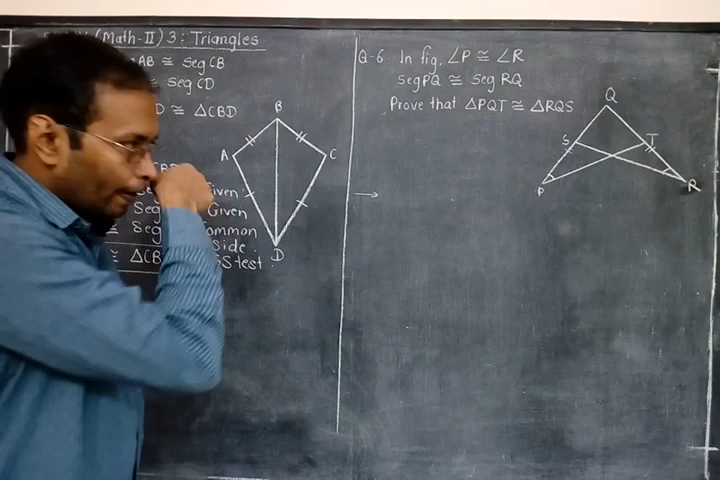 (Math-II) 3: Triangles
AB ≅ seg CB
≅ seg CD
D ≅ △CBD
Given
Seg Given
≅ Seg Common
Side.
≅ △CB S test.
A
B
C
D
Q-6. In fig, ∠P ≅ ∠R
seg PQ ≅ seg RQ
Prove that △PQT ≅ △RQS
→
Q
S
T
P
R